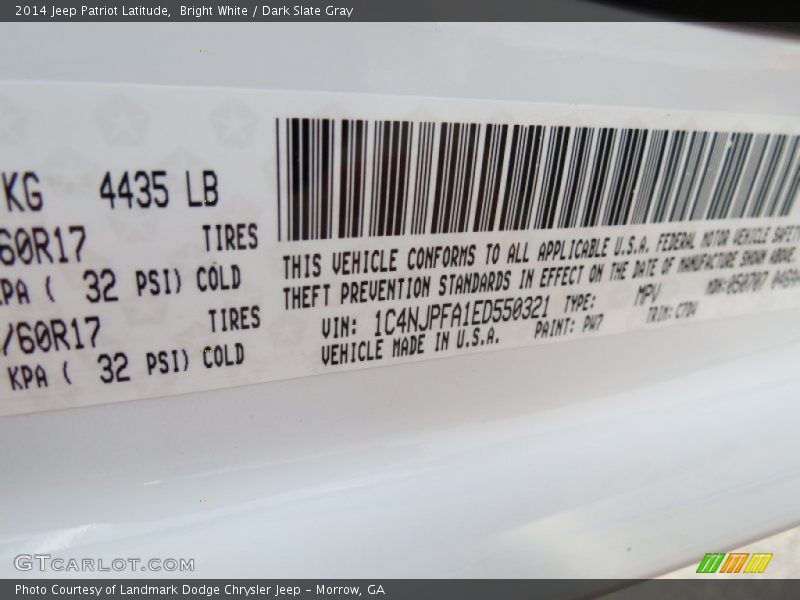 2014 Jeep Patriot Latitude, Bright White / Dark Slate Gray
KG 4435 LB
60R17 TIRES
KPA ( 32 PSI) COLD
/60R17 TIRES
KPA ( 32 PSI) COLD
THIS VEHICLE CONFORMS TO ALL APPLICABLE U.S.A. FEDERAL MOTOR VEHICLE SAFETY
THEFT PREVENTION STANDARDS IN EFFECT ON THE DATE OF MANUFACTURE SHOWN ABOVE.
VIN: 1C4NJPFA1ED550321 TYPE: MPV MDH: 050707
VEHICLE MADE IN U.S.A. PAINT: PW7 TRIM: C7DV
GTCARLOT.COM
Photo Courtesy of Landmark Dodge Chrysler Jeep - Morrow, GA